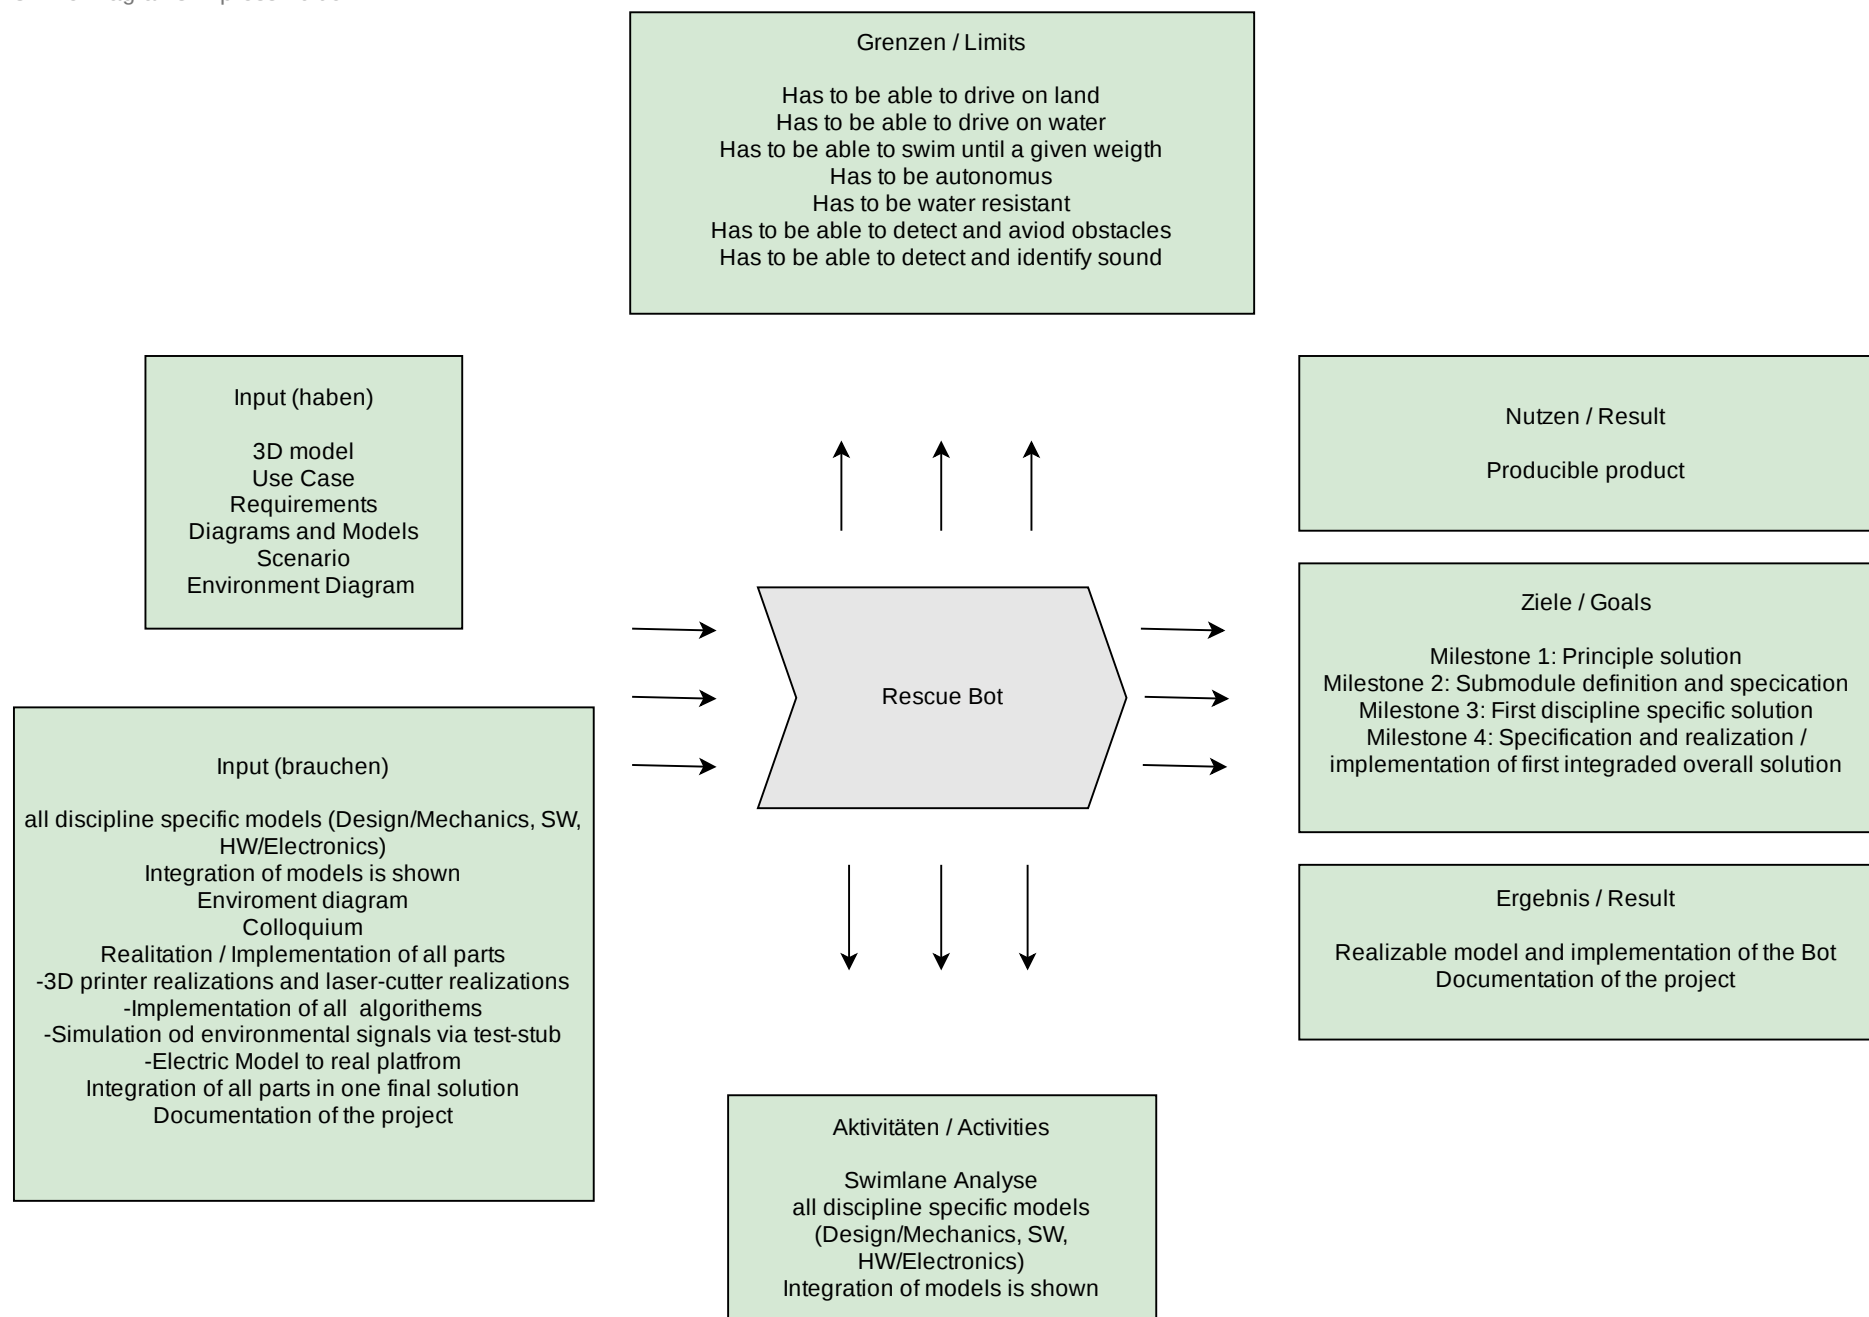 Grenzen / Limits
Has to be able to drive on land
Has to be able to drive on water
Has to be able to swim until a given weigth
Has to be autonomus
Has to be water resistant
Has to be able to detect and aviod obstacles
Has to be able to detect and identify sound
Input (haben)
3D model
Use Case
Requirements
Diagrams and Models
Scenario
Environment Diagram
Nutzen / Result
Producible product
Ziele / Goals
Milestone 1: Principle solution
Milestone 2: Submodule definition and specication
Milestone 3: First discipline specific solution
Milestone 4: Specification and realization /
implementation of first integraded overall solution
Rescue Bot
Input (brauchen)
all discipline specific models (Design/Mechanics, SW,
HW/Electronics)
Integration of models is shown
Enviroment diagram
Colloquium
Realitation / Implementation of all parts
-3D printer realizations and laser-cutter realizations
-Implementation of all  algorithems
-Simulation od environmental signals via test-stub
-Electric Model to real platfrom
Integration of all parts in one final solution
Documentation of the project
Ergebnis / Result
Realizable model and implementation of the Bot
Documentation of the project
Aktivitäten / Activities
Swimlane Analyse
all discipline specific models
(Design/Mechanics, SW,
HW/Electronics)
Integration of models is shown